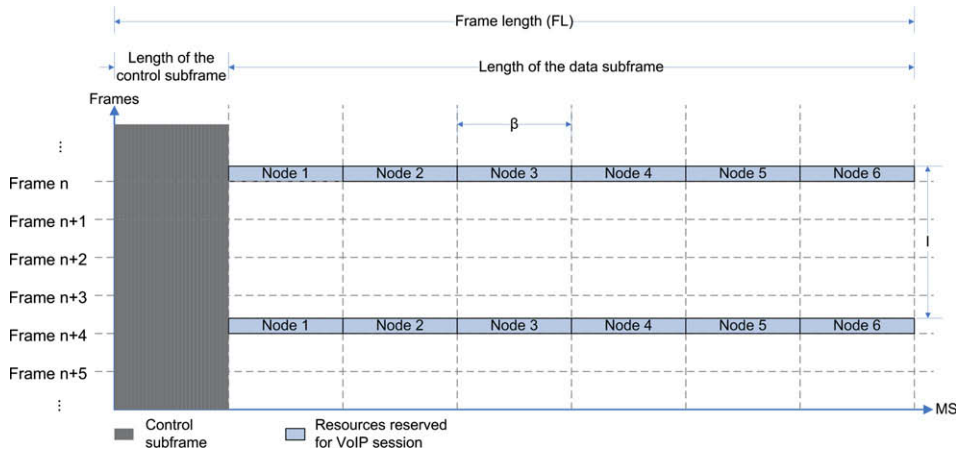 Frame length (FL)
Length of the
control subframe
Length of the data subframe
Frames
β
...
Node 1 Node 2 Node 3 Node 4 Node 5 Node 6
Frame n
Frame n+1
I
Frame n+2
Frame n+3
Node 1 Node 2 Node 3 Node 4 Node 5 Node 6
Frame n+4
Frame n+5
...
MS
Control
subframe
Resources reserved
for VoIP session